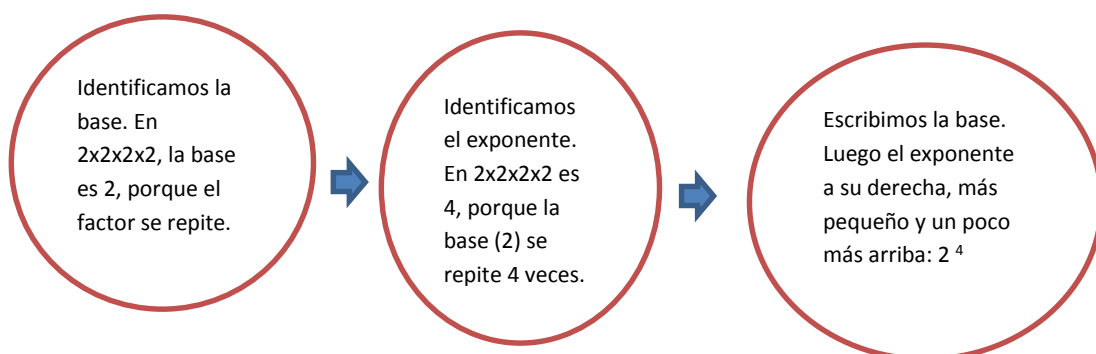 Identificamos la
base. En
2x2x2x2, la base
es 2, porque el
factor se repite.
Identificamos
el exponente.
En 2x2x2x2 es
4, porque la
base (2) se
repite 4 veces.
Escribimos la base.
Luego el exponente
a su derecha, más
pequeño y un poco
más arriba: 2 ⁴